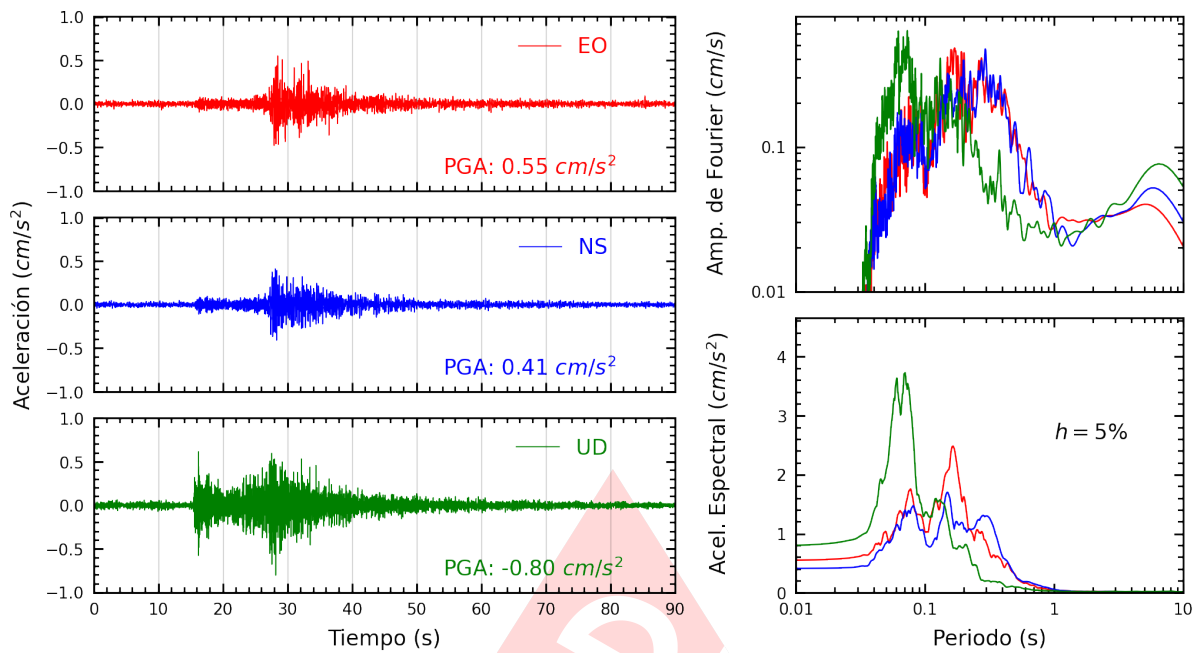 Aceleración (cm/s²)
1.0
0.5
0.0
−0.5
−1.0
EO
PGA: 0.55 cm/s²
1.0
0.5
0.0
−0.5
−1.0
NS
PGA: 0.41 cm/s²
1.0
0.5
0.0
−0.5
−1.0
UD
PGA: -0.80 cm/s²
0 10 20 30 40 50 60 70 80 90
Tiempo (s)
Amp. de Fourier (cm/s)
0.1
0.01
Acel. Espectral (cm/s²)
4
3
2
1
0
h = 5%
0.01 0.1 1 10
Periodo (s)